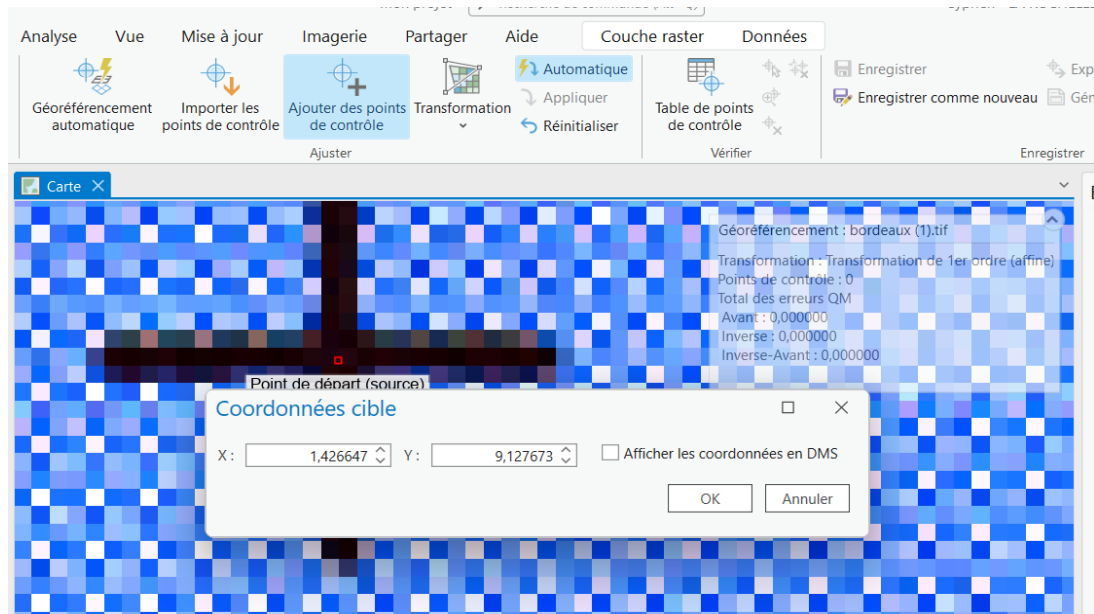 Analyse Vue Mise à jour Imagerie Partager Aide Couche raster Données
Géoréférencement automatique
Importer les points de contrôle
Ajouter des points de contrôle
Transformation
Automatique
Appliquer
Réinitialiser
Table de points de contrôle
Enregistrer
Enregistrer comme nouveau
Ajuster
Vérifier
Enregistrer
Carte
Géoréférencement : bordeaux (1).tif
Transformation : Transformation de 1er ordre (affine)
Points de contrôle : 0
Total des erreurs QM
Avant : 0,000000
Inverse : 0,000000
Inverse-Avant : 0,000000
Point de départ (source)
Coordonnées cible
X : 1,426647 Y : 9,127673 Afficher les coordonnées en DMS
OK Annuler